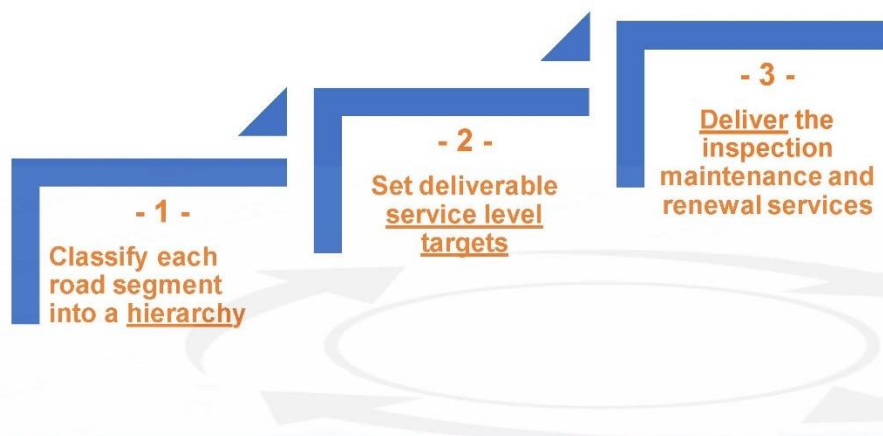 - 1 -
Classify each
road segment
into a hierarchy
- 2 -
Set deliverable
service level
targets
- 3 -
Deliver the
inspection
maintenance and
renewal services